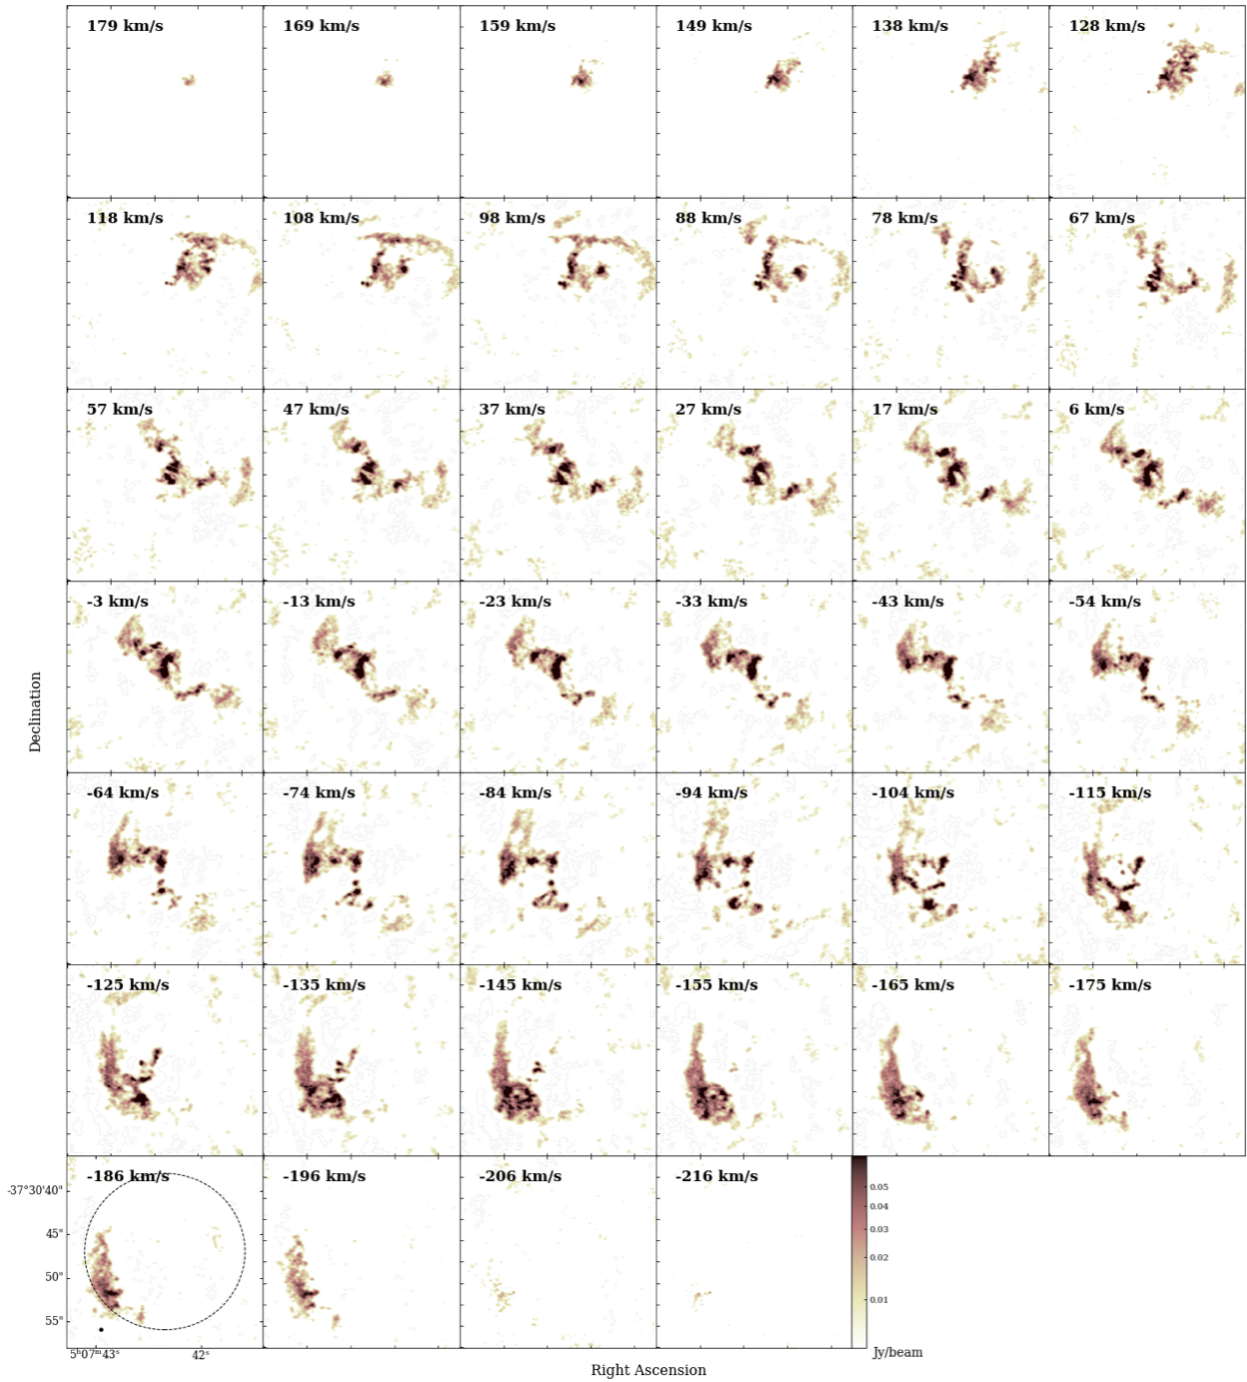 179 km/s 169 km/s 159 km/s 149 km/s 138 km/s 128 km/s
118 km/s 108 km/s 98 km/s 88 km/s 78 km/s 67 km/s
57 km/s 47 km/s 37 km/s 27 km/s 17 km/s 6 km/s
-3 km/s -13 km/s -23 km/s -33 km/s -43 km/s -54 km/s
Declination
-64 km/s -74 km/s -84 km/s -94 km/s -104 km/s -115 km/s
-125 km/s -135 km/s -145 km/s -155 km/s -165 km/s -175 km/s
-186 km/s -196 km/s -206 km/s -216 km/s
-37°30'40"
45"
50"
55"
0.05
0.04
0.03
0.02
0.01
5ʰ07ᵐ43ˢ 42ˢ
Jy/beam
Right Ascension